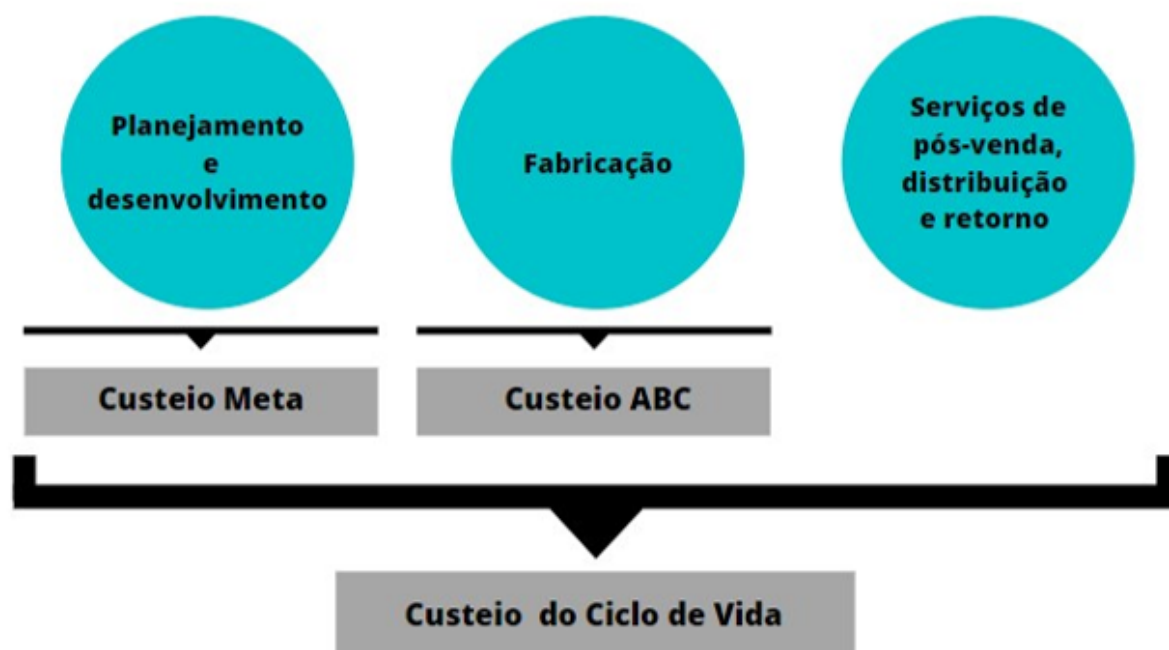 Planejamento
e
desenvolvimento
Fabricação
Serviços de
pós-venda,
distribuição
e retorno
Custeio Meta
Custeio ABC
Custeio do Ciclo de Vida